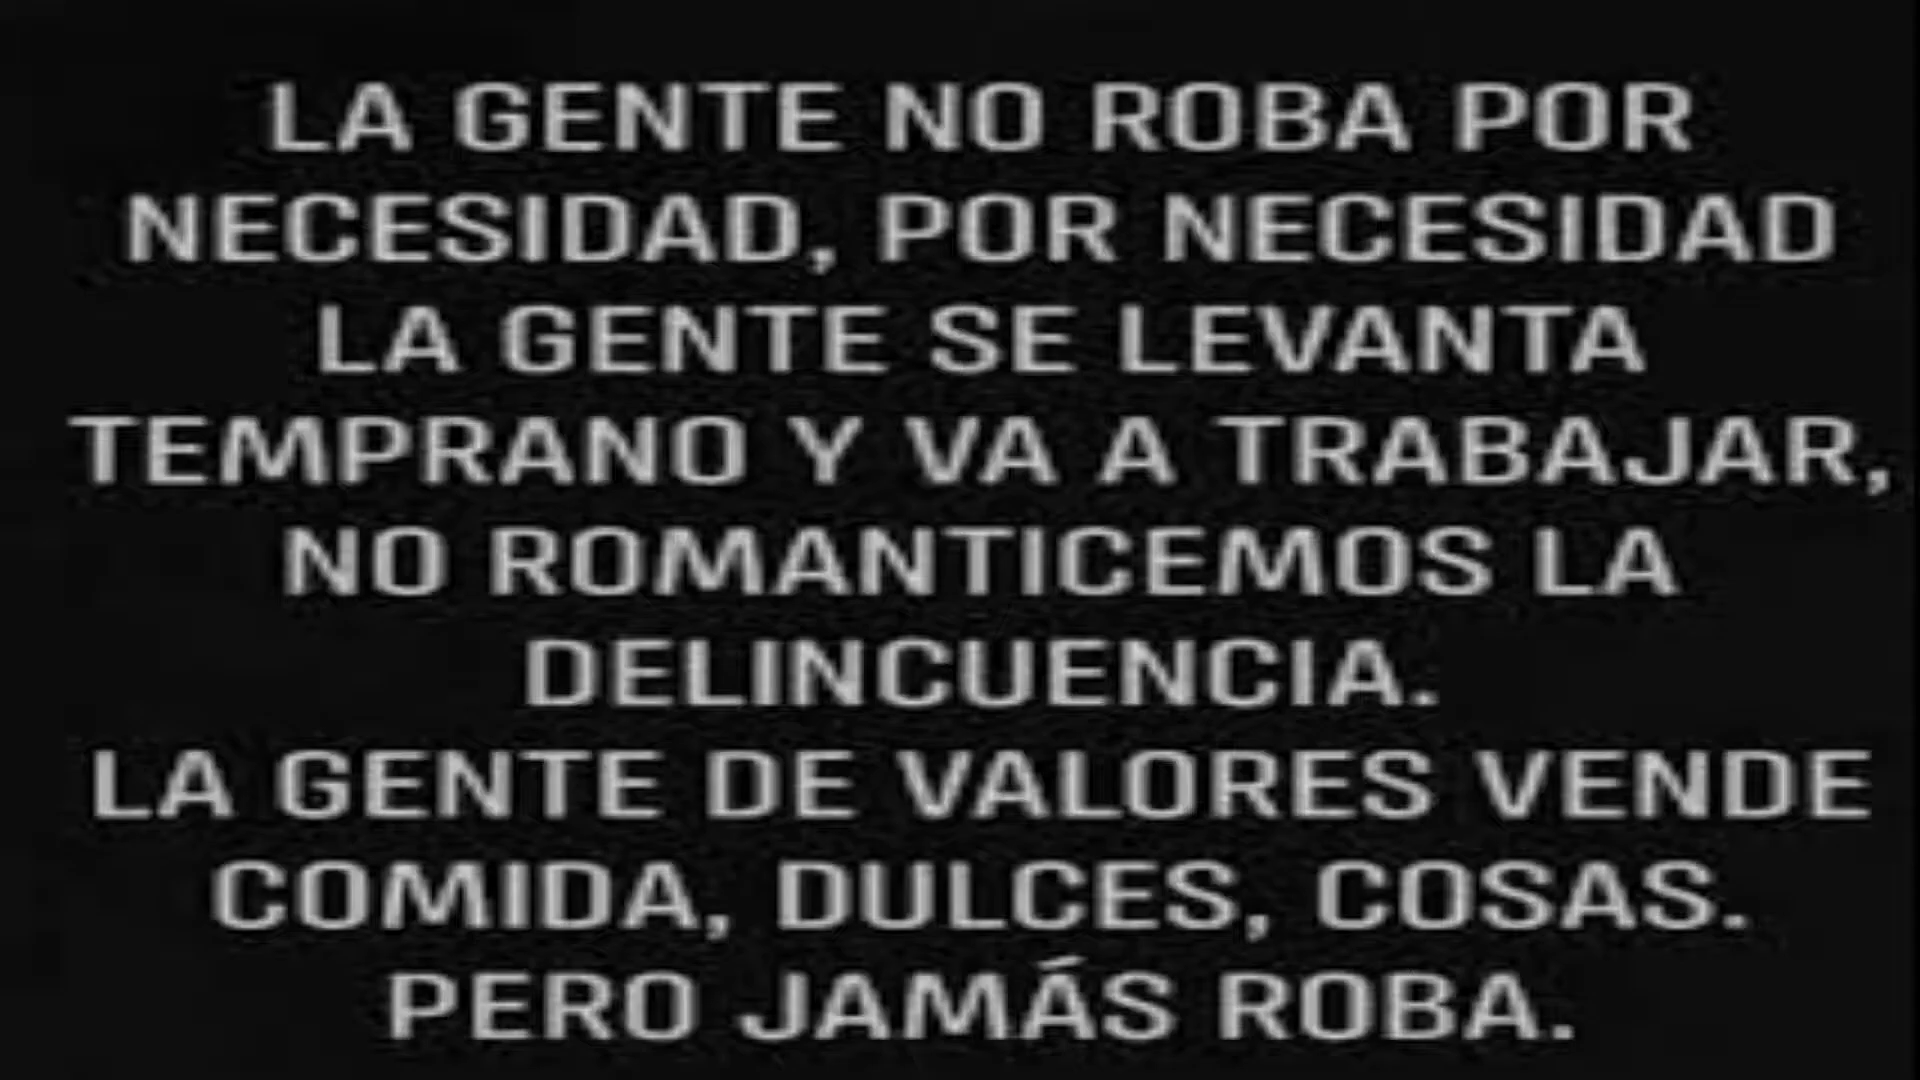 LA GENTE NO ROBA POR
NECESIDAD, POR NECESIDAD
LA GENTE SE LEVANTA
TEMPRANO Y VA A TRABAJAR,
NO ROMANTICEMOS LA
DELINCUENCIA.
LA GENTE DE VALORES VENDE
COMIDA, DULCES, COSAS.
PERO JAMÁS ROBA.